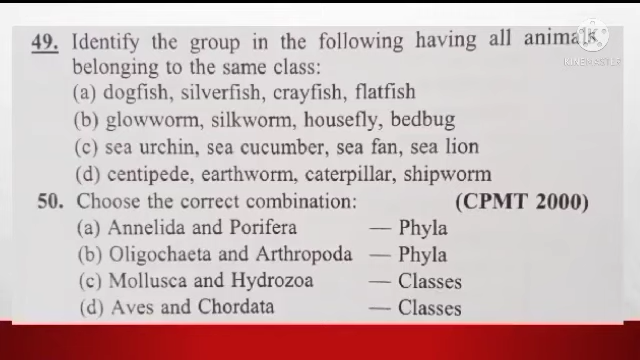 49. Identify the group in the following having all animals
belonging to the same class:
(a) dogfish, silverfish, crayfish, flatfish
(b) glowworm, silkworm, housefly, bedbug
(c) sea urchin, sea cucumber, sea fan, sea lion
(d) centipede, earthworm, caterpillar, shipworm
50. Choose the correct combination: (CPMT 2000)
(a) Annelida and Porifera — Phyla
(b) Oligochaeta and Arthropoda — Phyla
(c) Mollusca and Hydrozoa — Classes
(d) Aves and Chordata — Classes
KINEMASTER